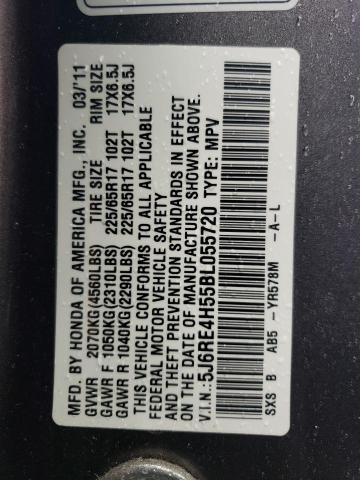 MFD. BY HONDA OF AMERICA MFG., INC. 03/'11
GVWR 2070KG(4560LBS) TIRE SIZE RIM SIZE
GAWR F 1050KG(2310LBS) 225/65R17 102T 17X6.5J
GAWR R 1040KG(2290LBS) 225/65R17 102T 17X6.5J
THIS VEHICLE CONFORMS TO ALL APPLICABLE
FEDERAL MOTOR VEHICLE SAFETY
AND THEFT PREVENTION STANDARDS IN EFFECT
ON THE DATE OF MANUFACTURE SHOWN ABOVE.
V.I.N.: 5J6RE4H55BL055720 TYPE: MPV
SXS B AB5 -YR578M -A-L